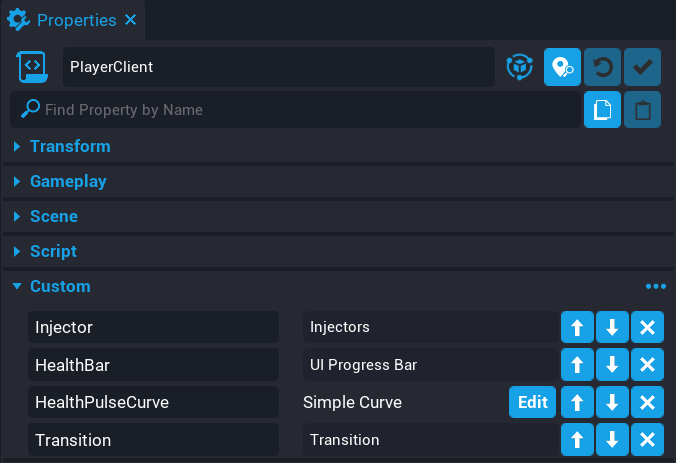 Properties
PlayerClient
Find Property by Name
Transform
Gameplay
Scene
Script
Custom
Injector Injectors
HealthBar UI Progress Bar
HealthPulseCurve Simple Curve Edit
Transition Transition